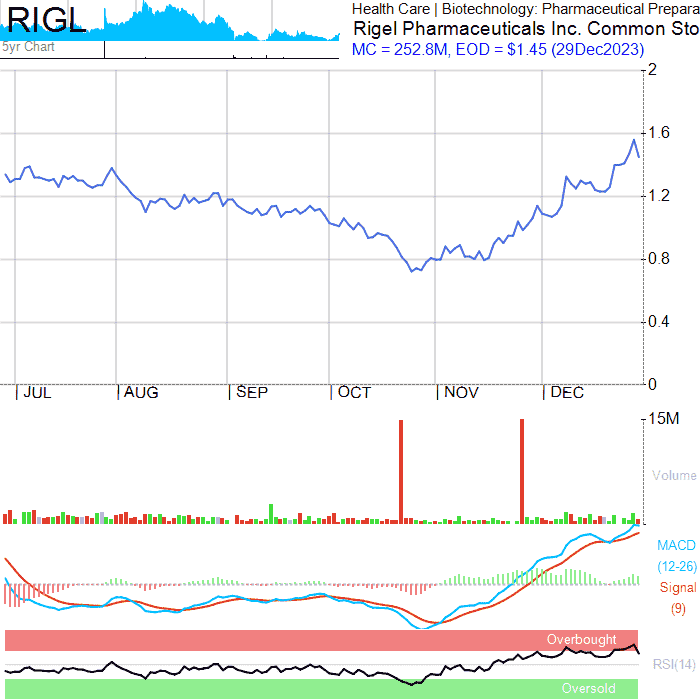 RIGL
5yr Chart
Health Care | Biotechnology: Pharmaceutical Prepara
Rigel Pharmaceuticals Inc. Common Sto
MC = 252.8M, EOD = $1.45 (29Dec2023)
2
1.6
1.2
0.8
0.4
0
| JUL | AUG | SEP | OCT | NOV | DEC
15M
Volume
MACD
(12-26)
Signal
(9)
Overbought
RSI(14)
Oversold